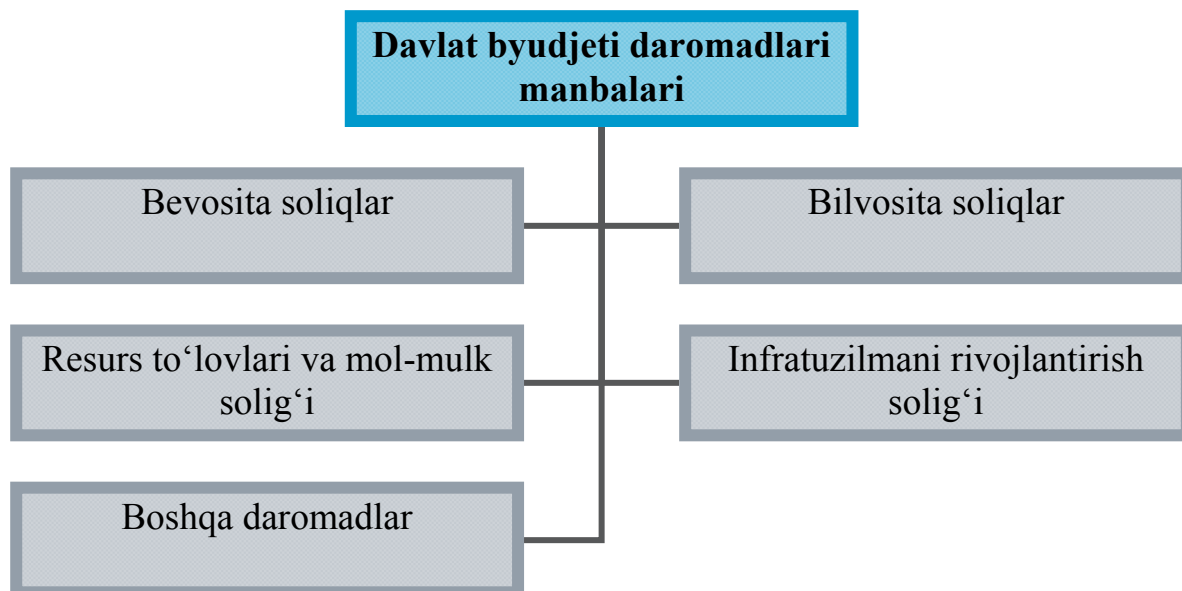 Davlat byudjeti daromadlari
manbalari
Bevosita soliqlar
Bilvosita soliqlar
Resurs to‘lovlari va mol-mulk
solig‘i
Infratuzilmani rivojlantirish
solig‘i
Boshqa daromadlar